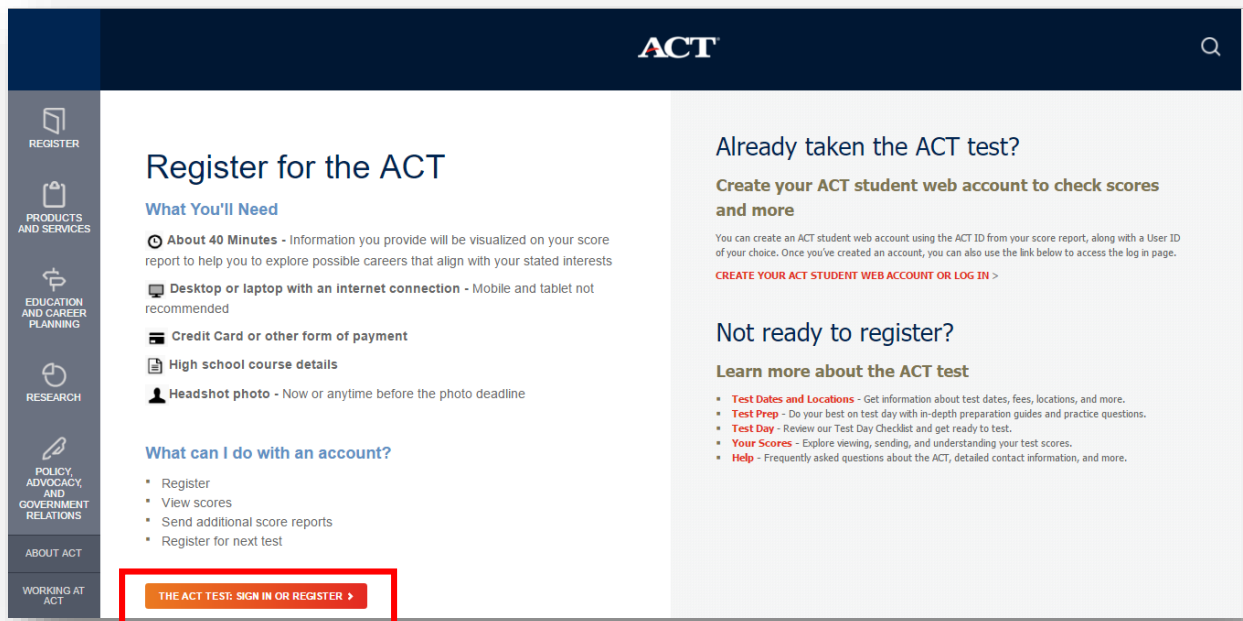 ACT
REGISTER
PRODUCTS
AND SERVICES
EDUCATION
AND CAREER
PLANNING
RESEARCH
POLICY,
ADVOCACY,
AND
GOVERNMENT
RELATIONS
ABOUT ACT
WORKING AT
ACT
Register for the ACT
What You'll Need
About 40 Minutes - Information you provide will be visualized on your score
report to help you to explore possible careers that align with your stated interests
Desktop or laptop with an internet connection - Mobile and tablet not
recommended
Credit Card or other form of payment
High school course details
Headshot photo - Now or anytime before the photo deadline
What can I do with an account?
Register
View scores
Send additional score reports
Register for next test
THE ACT TEST: SIGN IN OR REGISTER >
Already taken the ACT test?
Create your ACT student web account to check scores
and more
You can create an ACT student web account using the ACT ID from your score report, along with a User ID
of your choice. Once you've created an account, you can also use the link below to access the log in page.
CREATE YOUR ACT STUDENT WEB ACCOUNT OR LOG IN >
Not ready to register?
Learn more about the ACT test
Test Dates and Locations - Get information about test dates, fees, locations, and more.
Test Prep - Do your best on test day with in-depth preparation guides and practice questions.
Test Day - Review our Test Day Checklist and get ready to test.
Your Scores - Explore viewing, sending, and understanding your test scores.
Help - Frequently asked questions about the ACT, detailed contact information, and more.